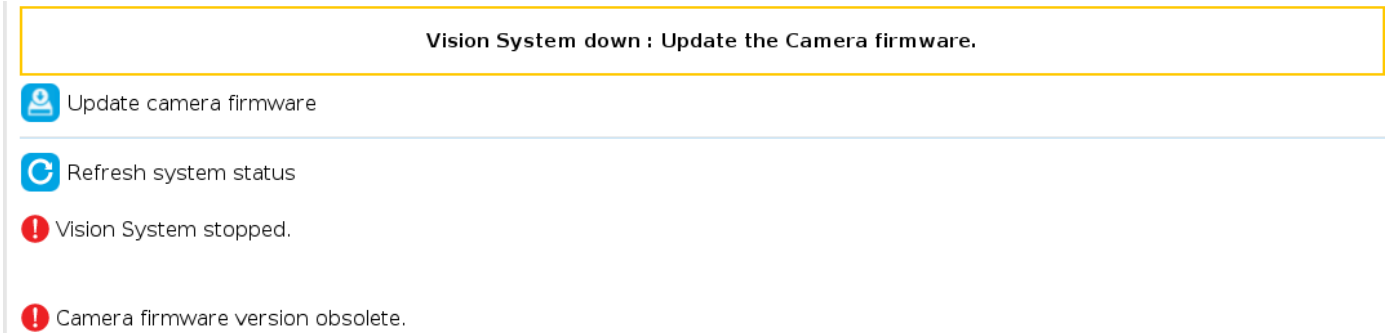 Vision System down : Update the Camera firmware.
Update camera firmware
Refresh system status
Vision System stopped.
Camera firmware version obsolete.